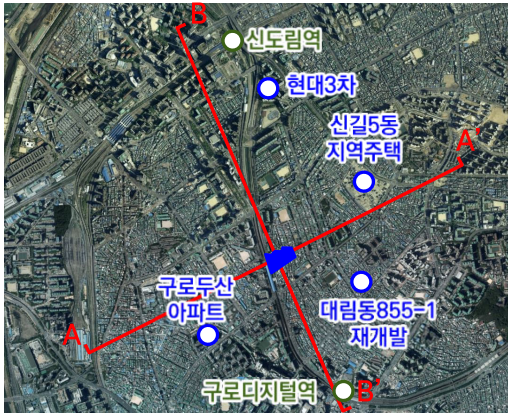 B
신도림역
현대3차
신길5동
지역주택
A'
구로두산
아파트
A
대림동855-1
재개발
구로디지털역
B'